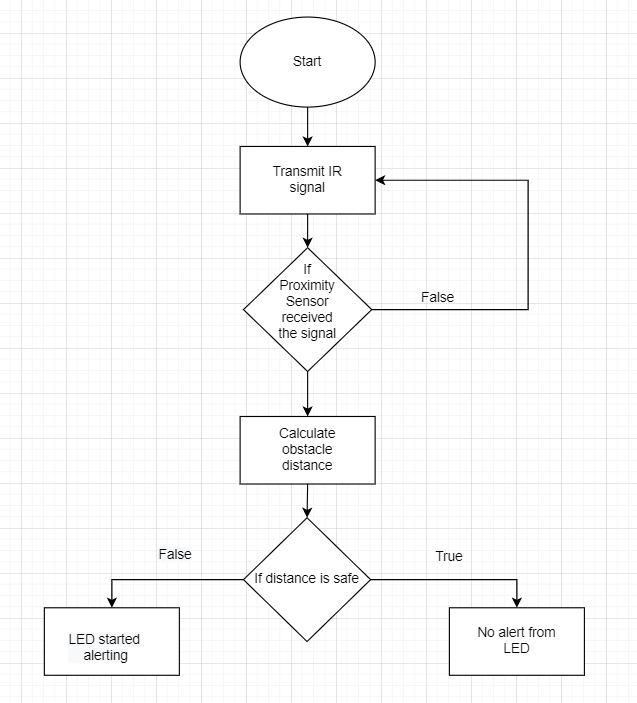 Start
Transmit IR
signal
If
Proximity
Sensor
received
the signal
False
Calculate
obstacle
distance
If distance is safe
False
True
LED started
alerting
No alert from
LED